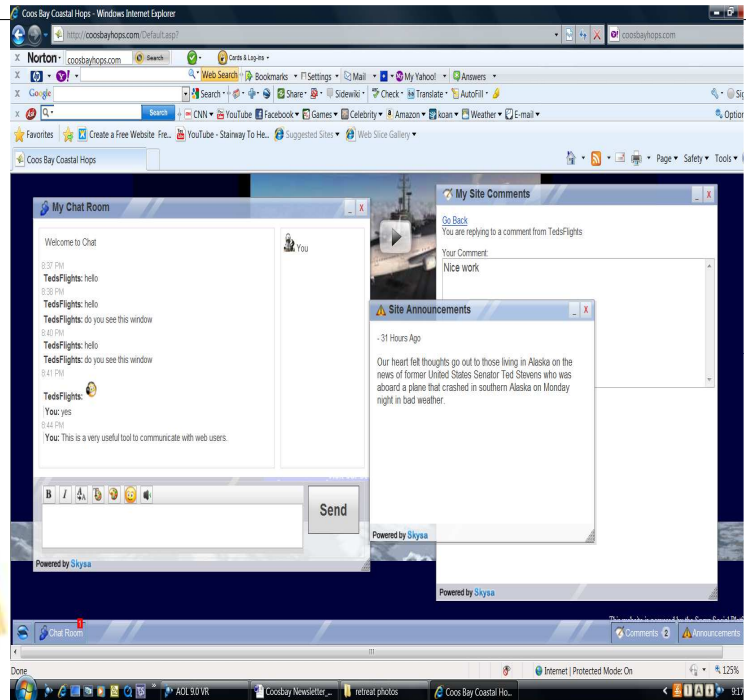 Coos Bay Coastal Hops - Windows Internet Explorer
http://coosbayhops.com/Default.asp?
coosbayhops.com
X Norton coosbayhops.com Search Cards & Log-ins
X Web Search Bookmarks Settings Mail My Yahoo! Answers
X Google Search Share Sidewiki Check Translate AutoFill Sig
X Search CNN YouTube Facebook Games Celebrity Amazon koan Weather E-mail Option
Favorites Create a Free Website Fre... YouTube - Stairway To He... Suggested Sites Web Slice Gallery
Coos Bay Coastal Hops
Page Safety Tools
My Chat Room
_ X
Welcome to Chat
8:37 PM
TedsFlights: hello
8:38 PM
TedsFlights: hello
TedsFlights: do you see this window
8:40 PM
TedsFlights: hello
TedsFlights: do you see this window
8:41 PM
TedsFlights:
You: yes
8:44 PM
You: This is a very useful tool to communicate with web users.
You
B I A
Send
Powered by Skysa
My Site Comments
_ X
Go Back
You are replying to a comment from TedsFlights
Your Comment:
Nice work
Powered by Skysa
Site Announcements
_ X
- 31 Hours Ago
Our heart felt thoughts go out to those living in Alaska on the
news of former United States Senator Ted Stevens who was
aboard a plane that crashed in southern Alaska on Monday
night in bad weather.
Powered by Skysa
Chat Room
Comments 2 Announcements
Done
Internet | Protected Mode: On
125%
AOL 9.0 VR
Coosbay Newsletter_...
retreat photos
Coos Bay Coastal Ho...
9:17